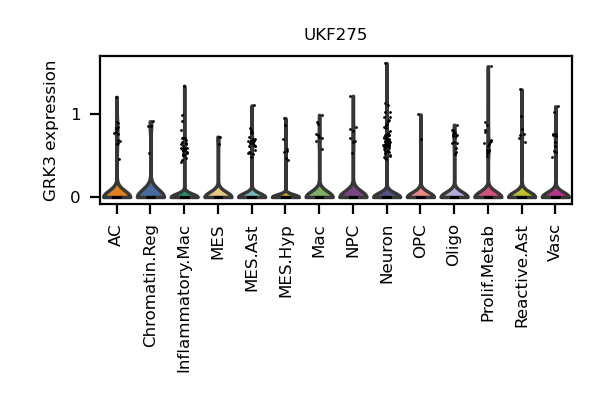 UKF275
GRK3 expression
1
0
AC
Chromatin.Reg
Inflammatory.Mac
MES
MES.Ast
MES.Hyp
Mac
NPC
Neuron
OPC
Oligo
Prolif.Metab
Reactive.Ast
Vasc